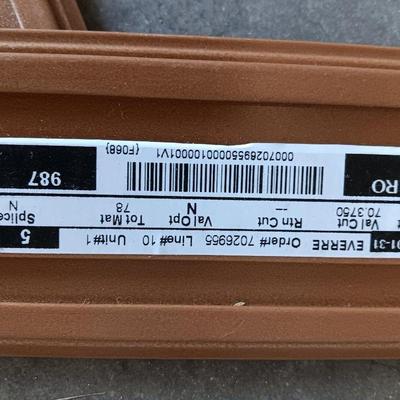 01-31 EVERRE Order# 7026955 Line# 10 Unit#1 5
Val Cut Rtn Cut Val Opt Tot Mat Splice
70.3750 -- N 78 N
RO 000702695500000100001V1 987
{F068}